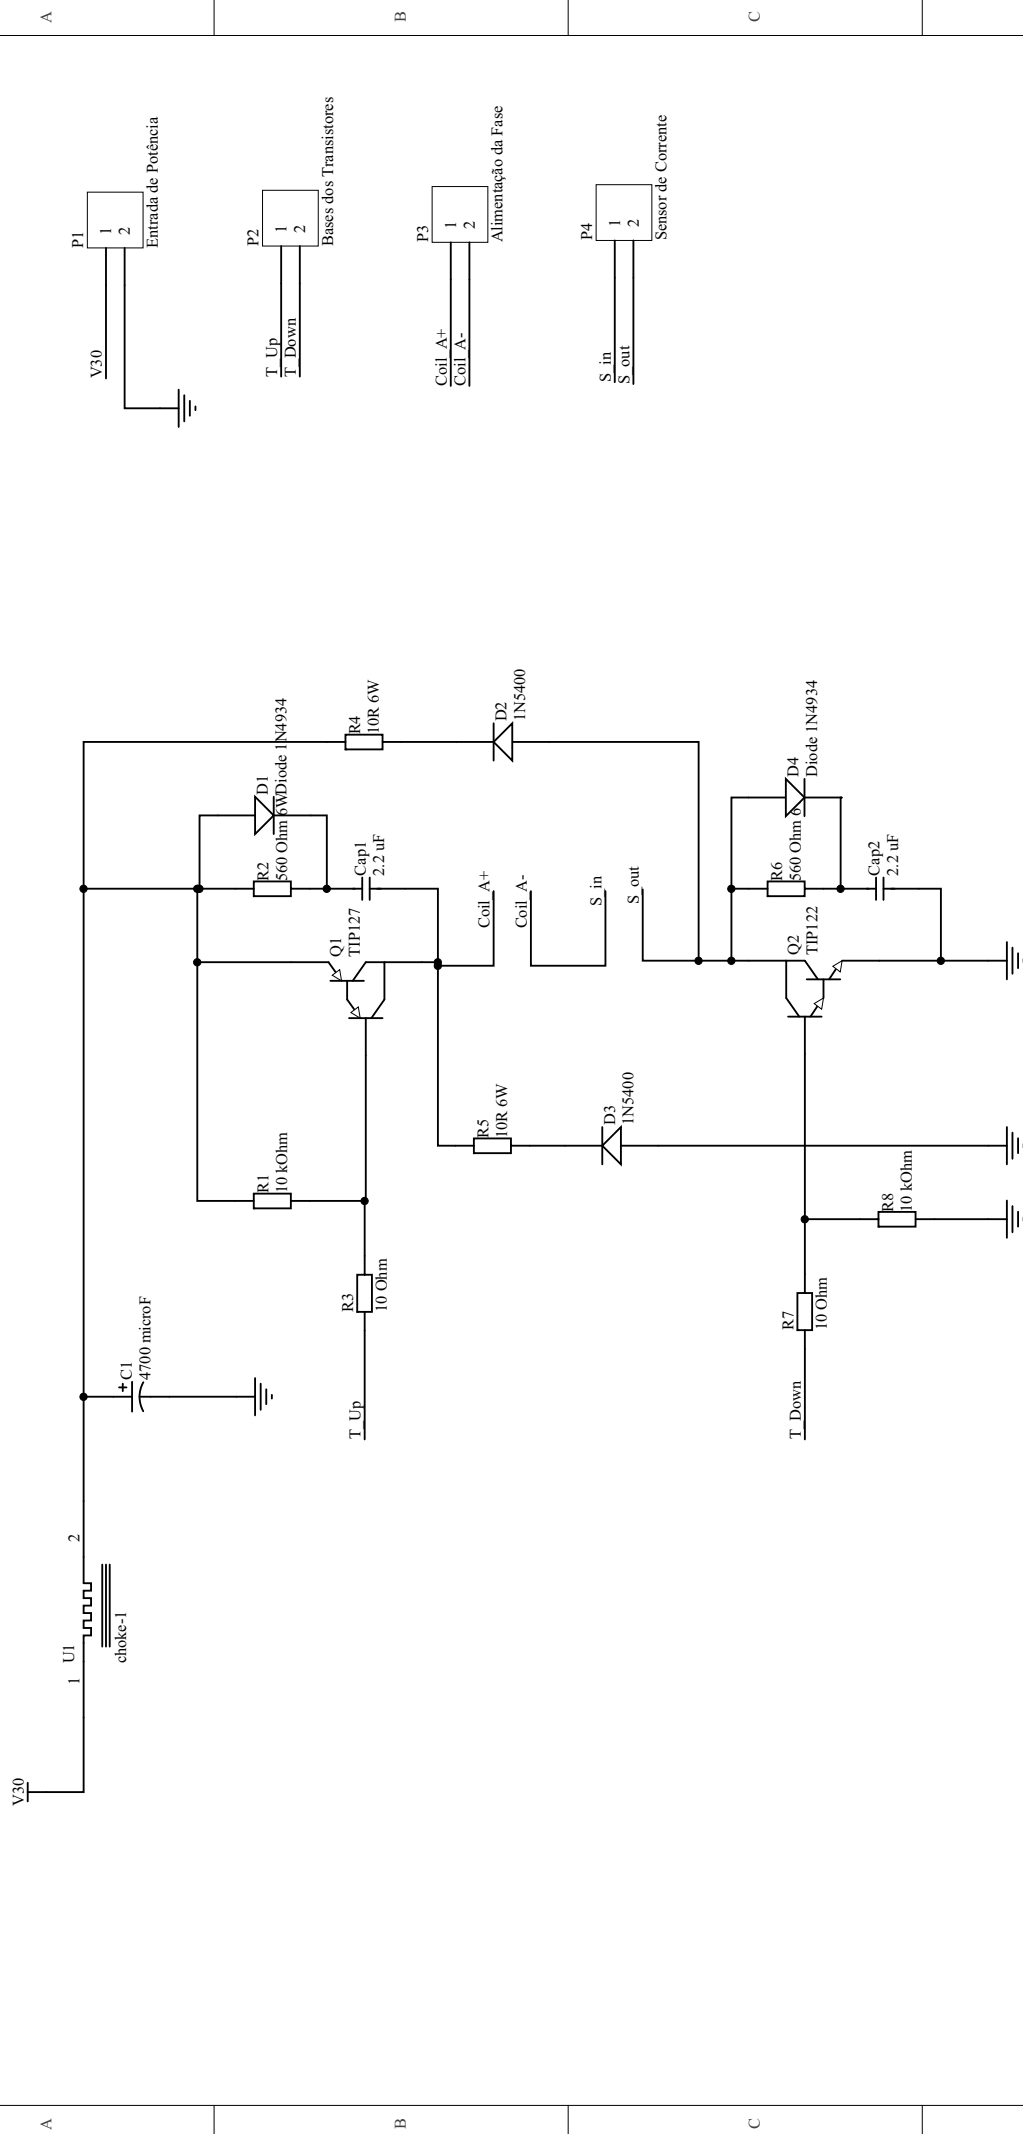 A
B
C
V30
1
U1
2
choke-1
C1
4700 microF
R1
10 kOhm
R3
10 Ohm
T_Up
R2
560 Ohm 6W
D1
Diode 1N4934
Cap1
2.2 uF
Q1
TIP127
R4
10R 6W
D2
1N5400
Coil_A+
Coil_A-
S_in
S_out
R5
10R 6W
D3
1N5400
D4
Diode 1N4934
R6
560 Ohm 6
Cap2
2.2 uF
Q2
TIP122
R8
10 kOhm
R7
10 Ohm
T_Down
P1
V30
1
2
Entrada de Potência
P2
T_Up
T_Down
1
2
Bases dos Transistores
P3
Coil_A+
Coil_A-
1
2
Alimentação da Fase
P4
S_in
S_out
1
2
Sensor de Corrente
A
B
C